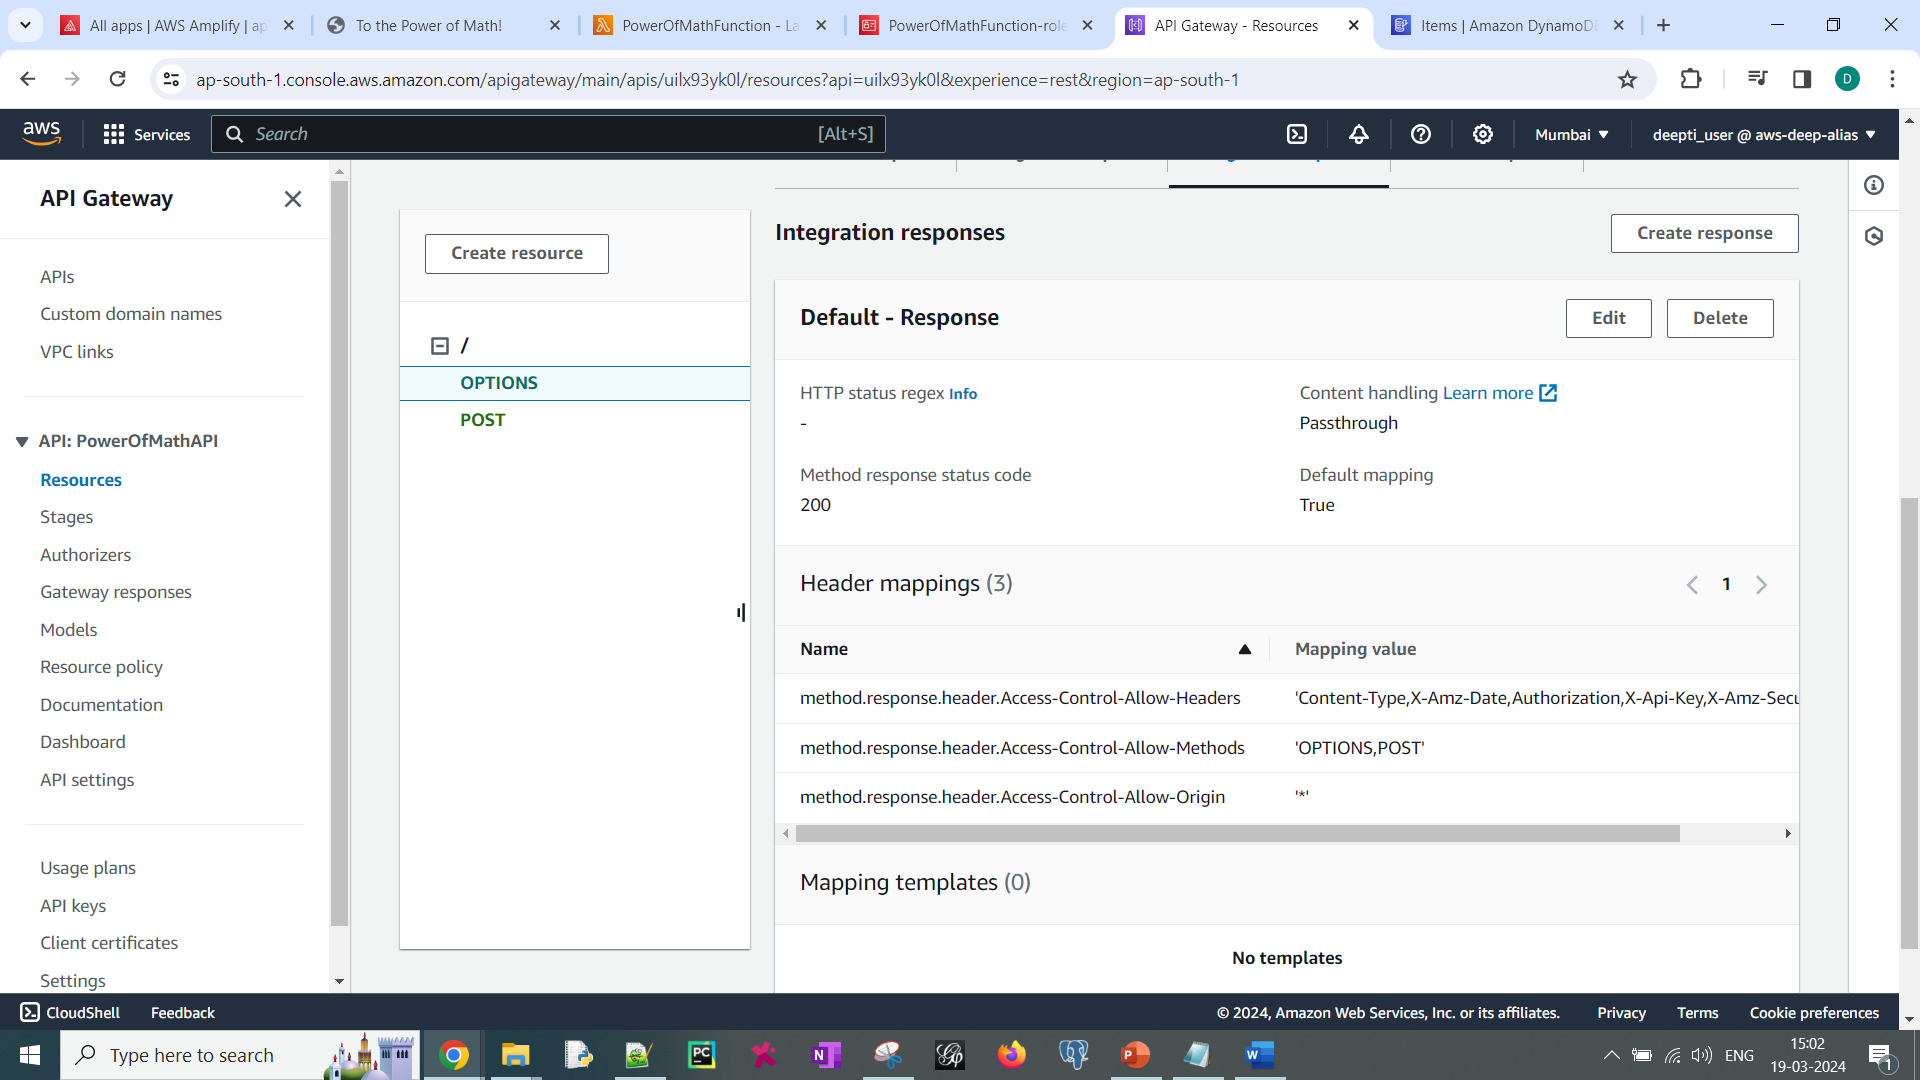 All apps | AWS Amplify | ap
To the Power of Math!
PowerOfMathFunction - La
PowerOfMathFunction-role
API Gateway - Resources
Items | Amazon DynamoD
ap-south-1.console.aws.amazon.com/apigateway/main/apis/uilx93yk0l/resources?api=uilx93yk0l&experience=rest&region=ap-south-1
D
aws
Services
Search
[Alt+S]
Mumbai
deepti_user @ aws-deep-alias
API Gateway
APIs
Custom domain names
VPC links
API: PowerOfMathAPI
Resources
Stages
Authorizers
Gateway responses
Models
Resource policy
Documentation
Dashboard
API settings
Usage plans
API keys
Client certificates
Settings
Create resource
/
OPTIONS
POST
Integration responses
Create response
Default - Response
Edit
Delete
HTTP status regex Info
-
Content handling Learn more
Passthrough
Method response status code
200
Default mapping
True
Header mappings (3)
1
Name
Mapping value
method.response.header.Access-Control-Allow-Headers
'Content-Type,X-Amz-Date,Authorization,X-Api-Key,X-Amz-Secu
method.response.header.Access-Control-Allow-Methods
'OPTIONS,POST'
method.response.header.Access-Control-Allow-Origin
'*'
Mapping templates (0)
No templates
CloudShell
Feedback
© 2024, Amazon Web Services, Inc. or its affiliates.
Privacy
Terms
Cookie preferences
Type here to search
ENG
15:02
19-03-2024
1